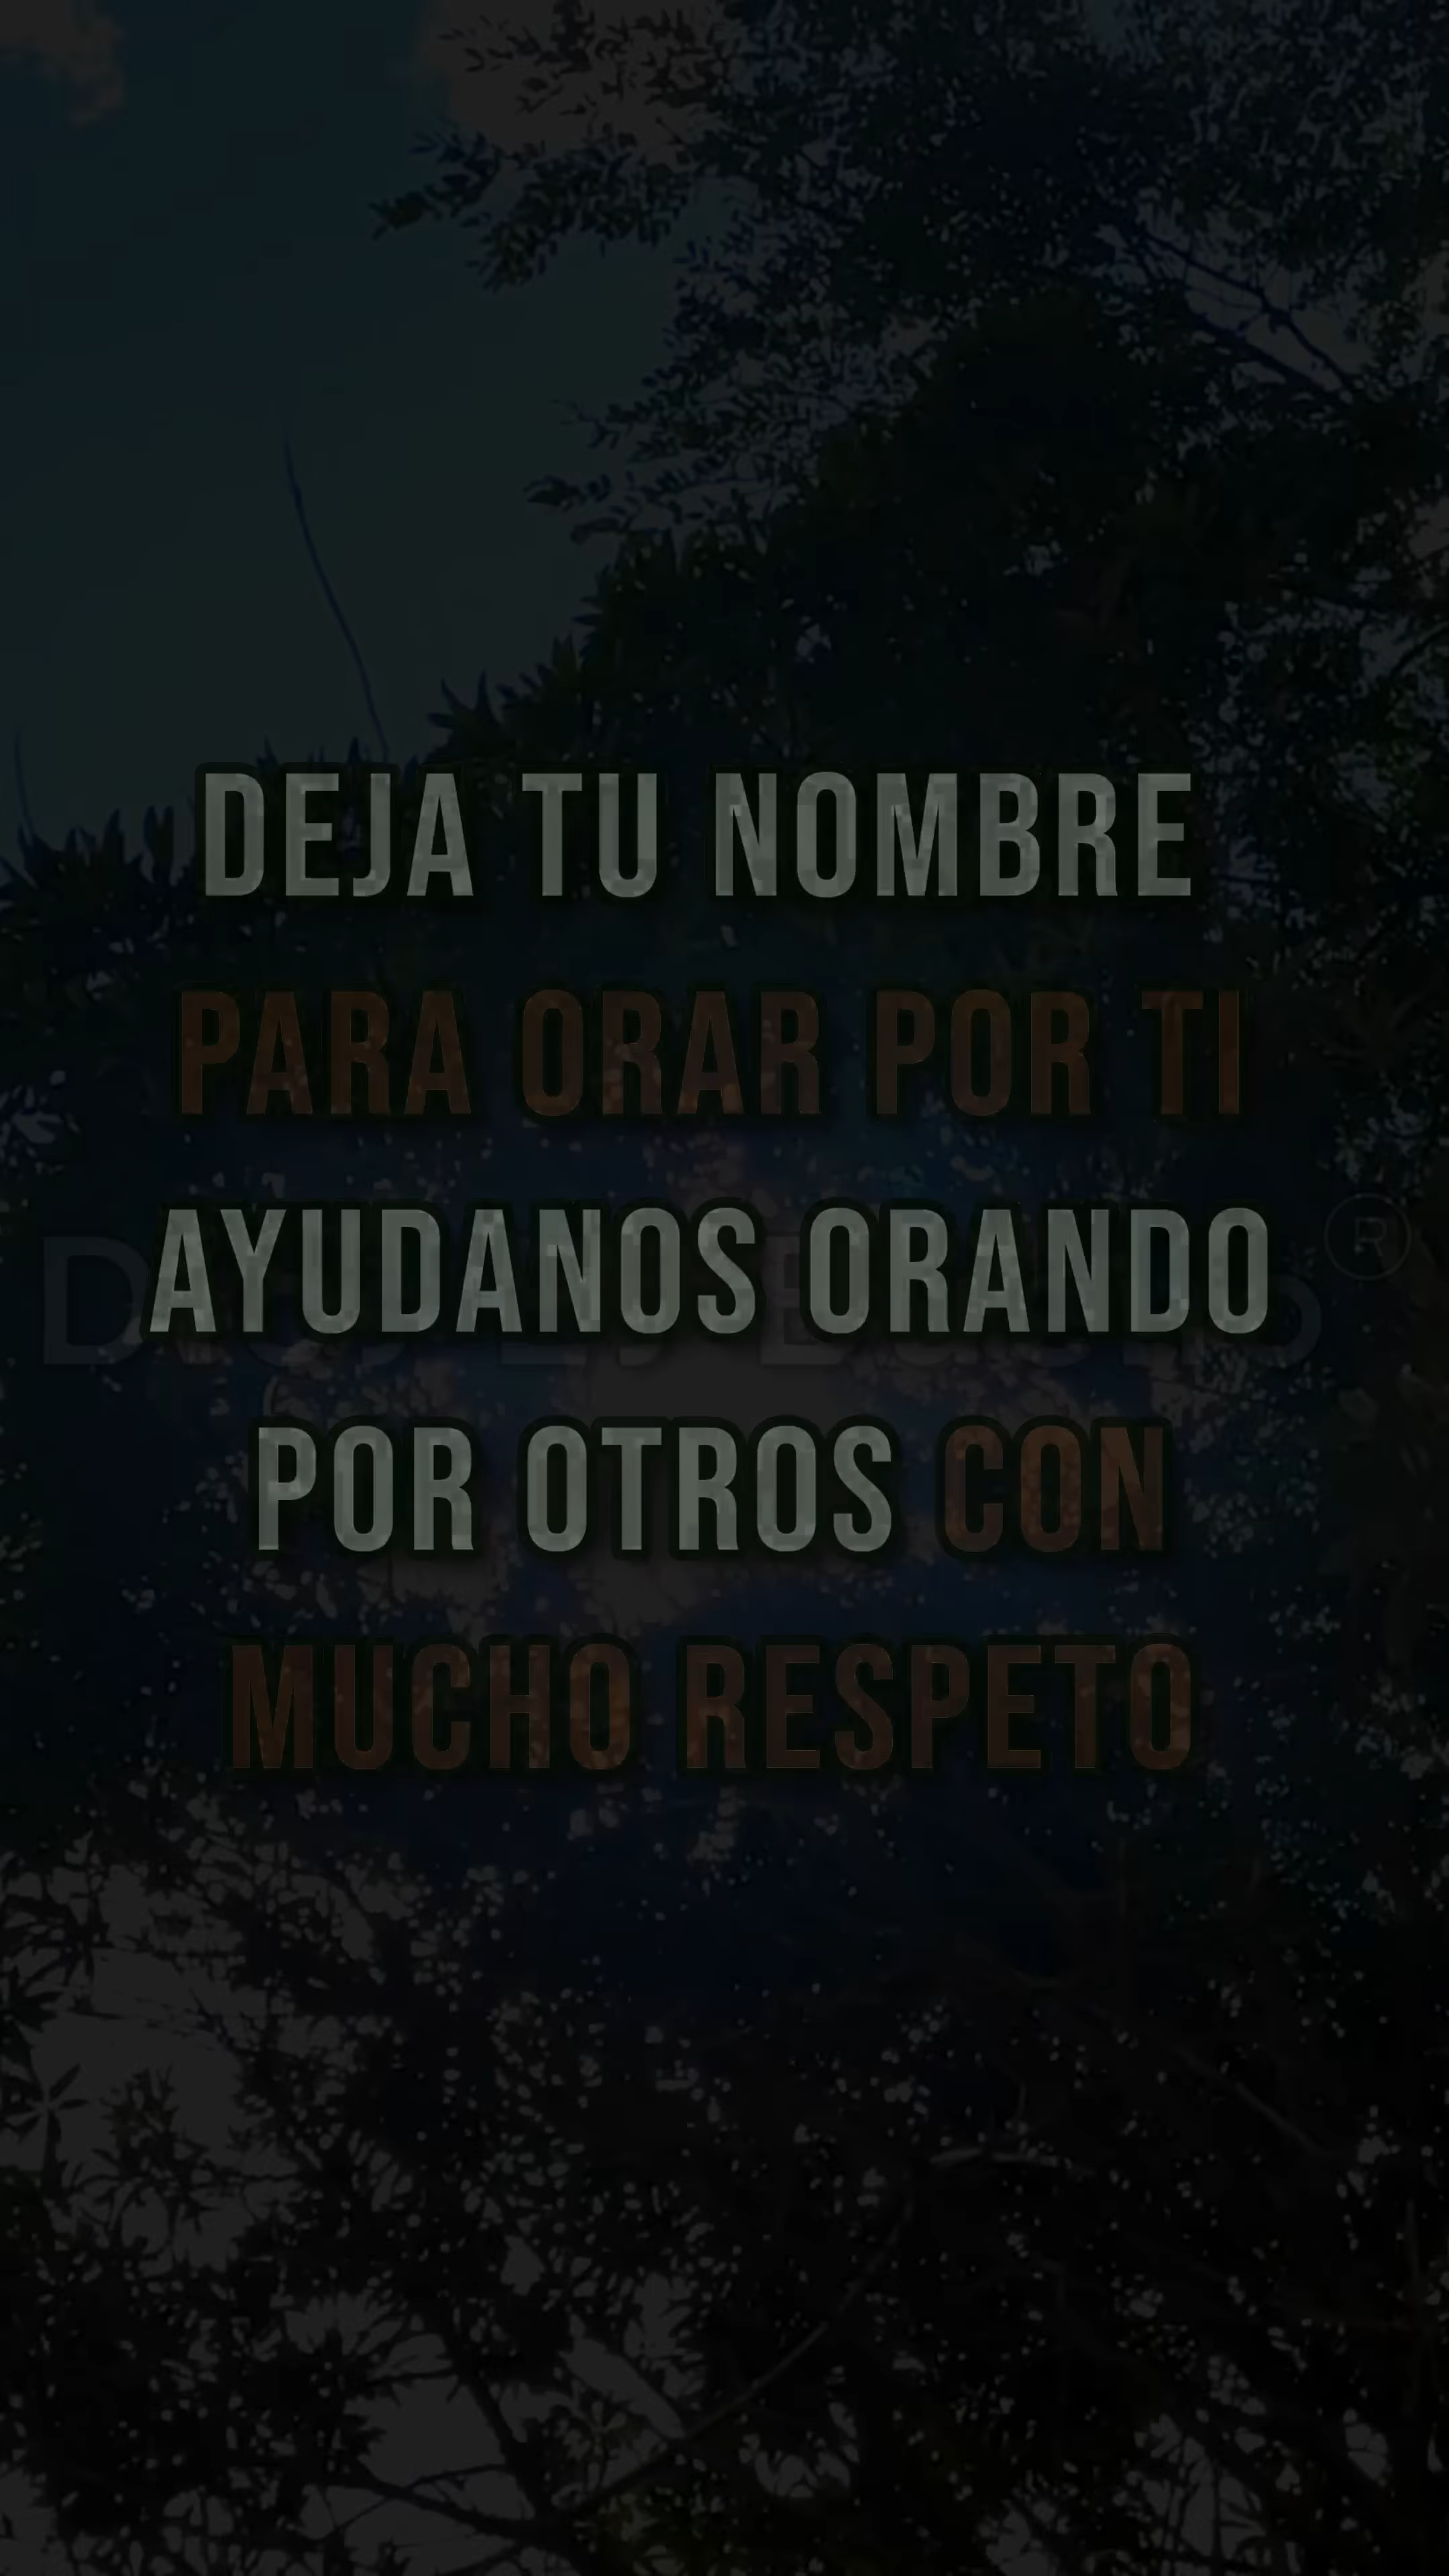 DEJA TU NOMBRE
PARA ORAR POR TI
AYUDANOS ORANDO
POR OTROS CON
MUCHO RESPETO
®